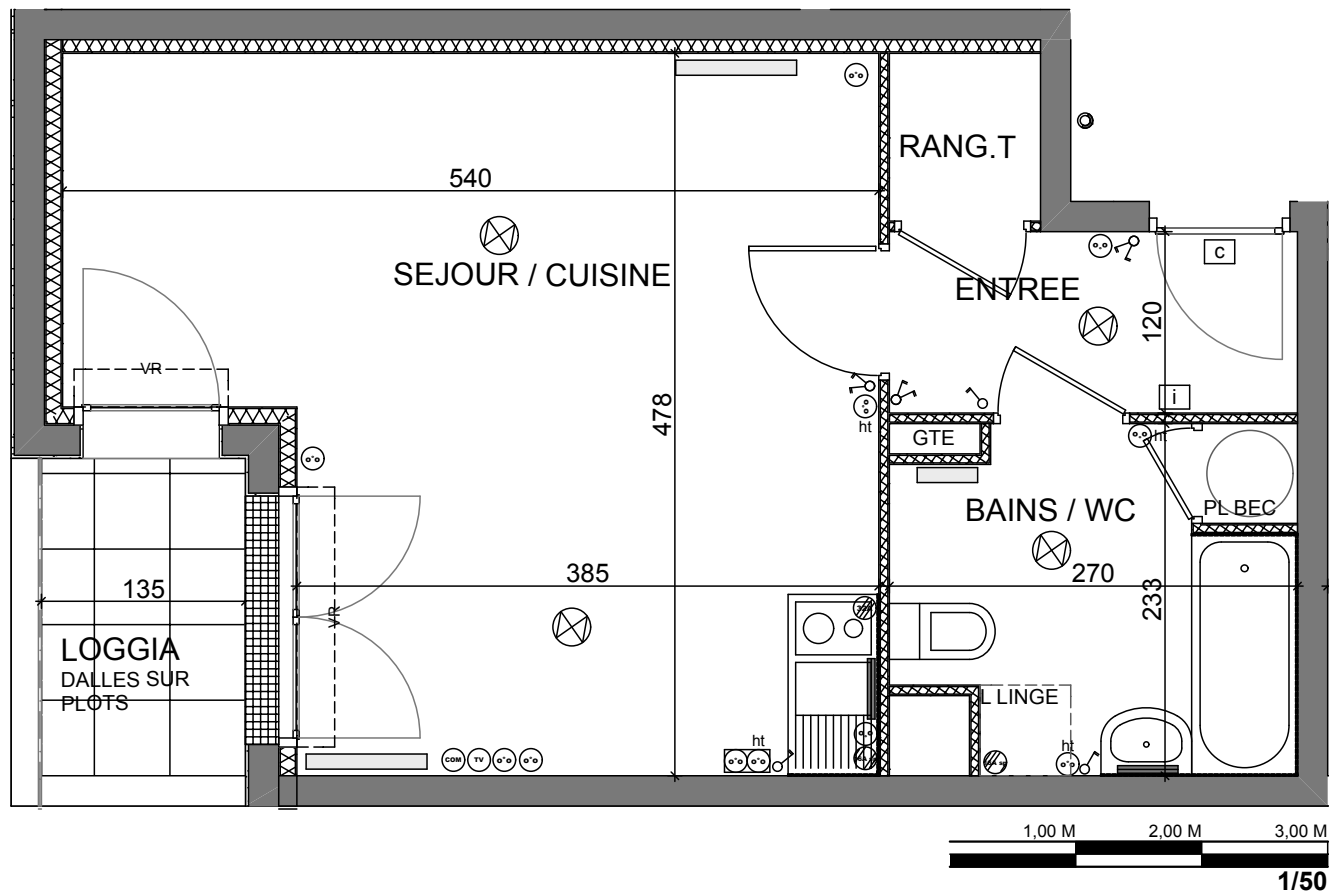 RANG.T
540
SEJOUR / CUISINE
c
ENTREE
120
VR
i
478
ht
GTE
ht
BAINS / WC
PL BEC
385
270
233
135
VR
LOGGIA
DALLES SUR
PLOTS
L LINGE
ht
ht
COM
TV
1,00 M
2,00 M
3,00 M
1/50